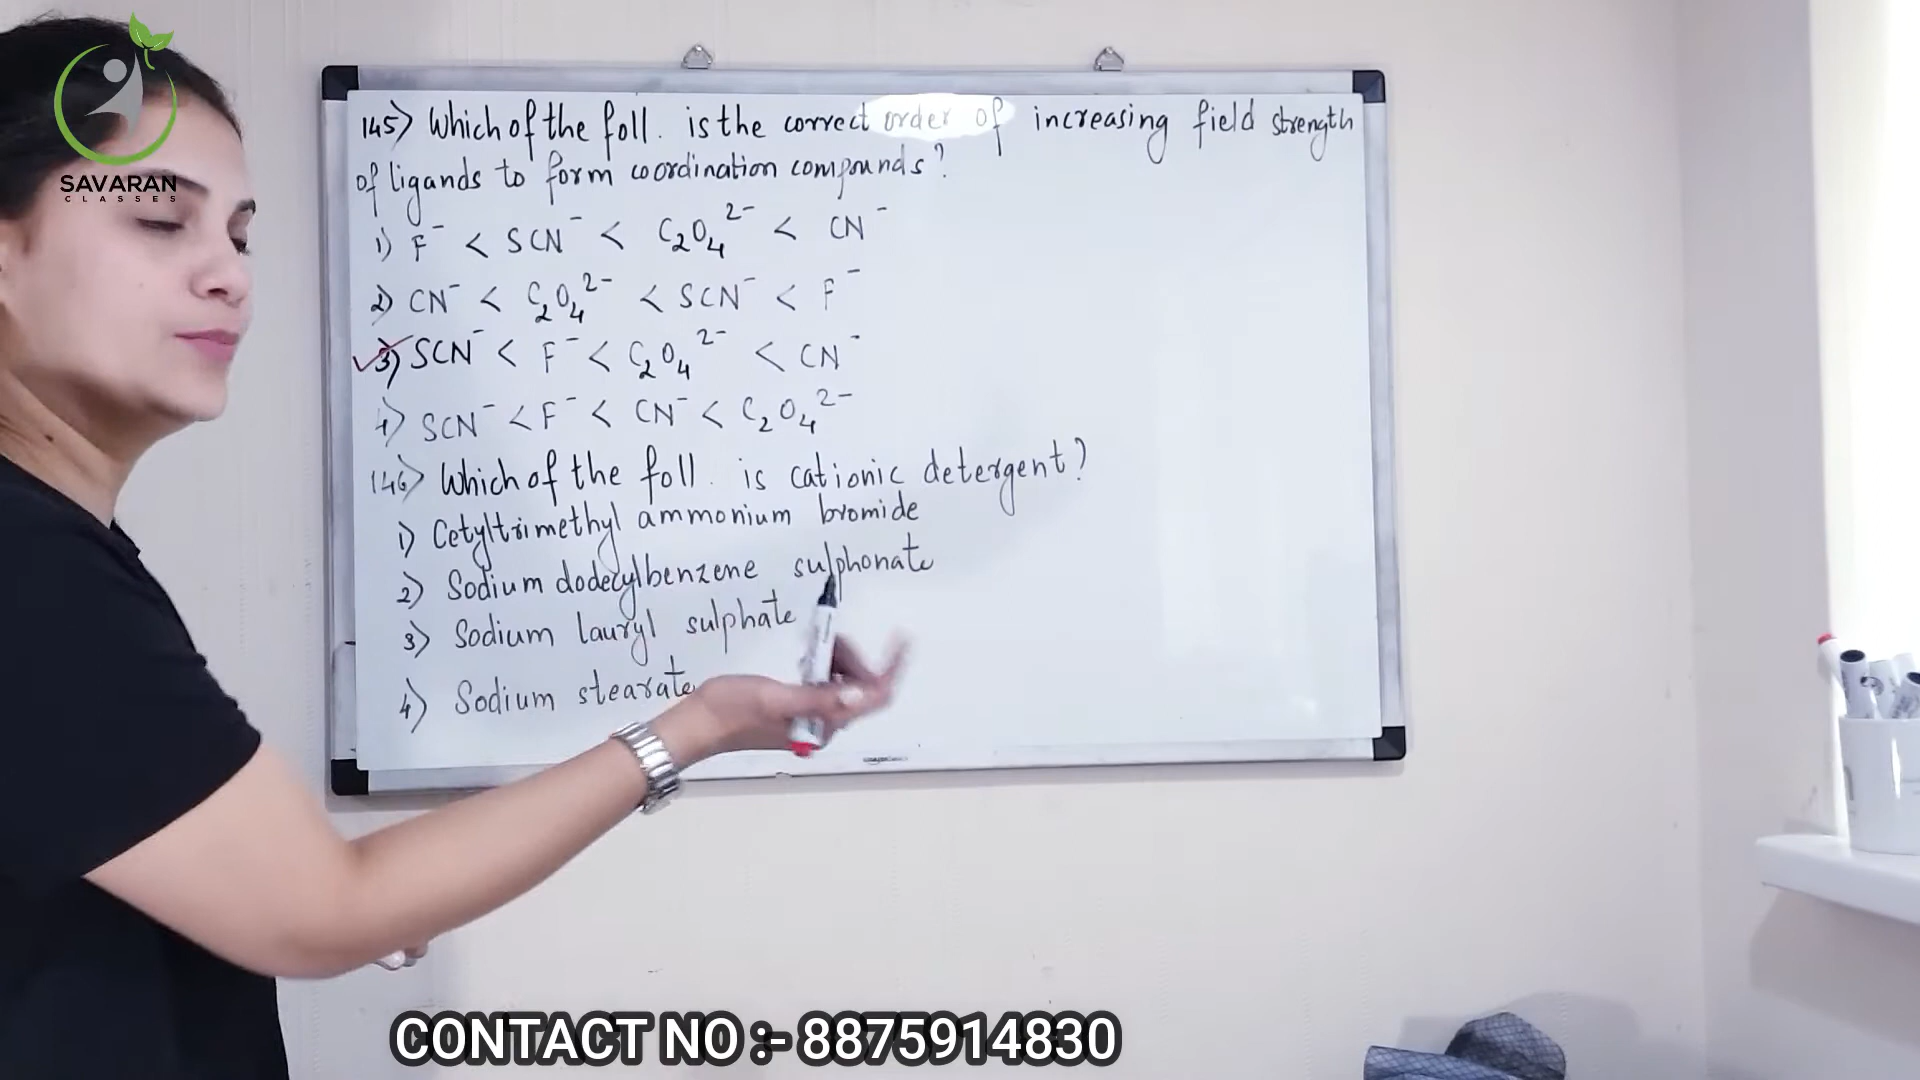 SAVARAN
CLASSES
145) Which of the foll. is the correct order of increasing field strength
of ligands to form coordination compounds?
1) F⁻ < SCN⁻ < C₂O₄²⁻ < CN⁻
2) CN⁻ < C₂O₄²⁻ < SCN⁻ < F⁻
3) SCN⁻ < F⁻ < C₂O₄²⁻ < CN⁻
4) SCN⁻ < F⁻ < CN⁻ < C₂O₄²⁻
146) Which of the foll. is cationic detergent?
1) Cetyltrimethyl ammonium bromide
2) Sodium dodecylbenzene sulphonate
3) Sodium lauryl sulphate
4) Sodium stearate
CONTACT NO :- 8875914830